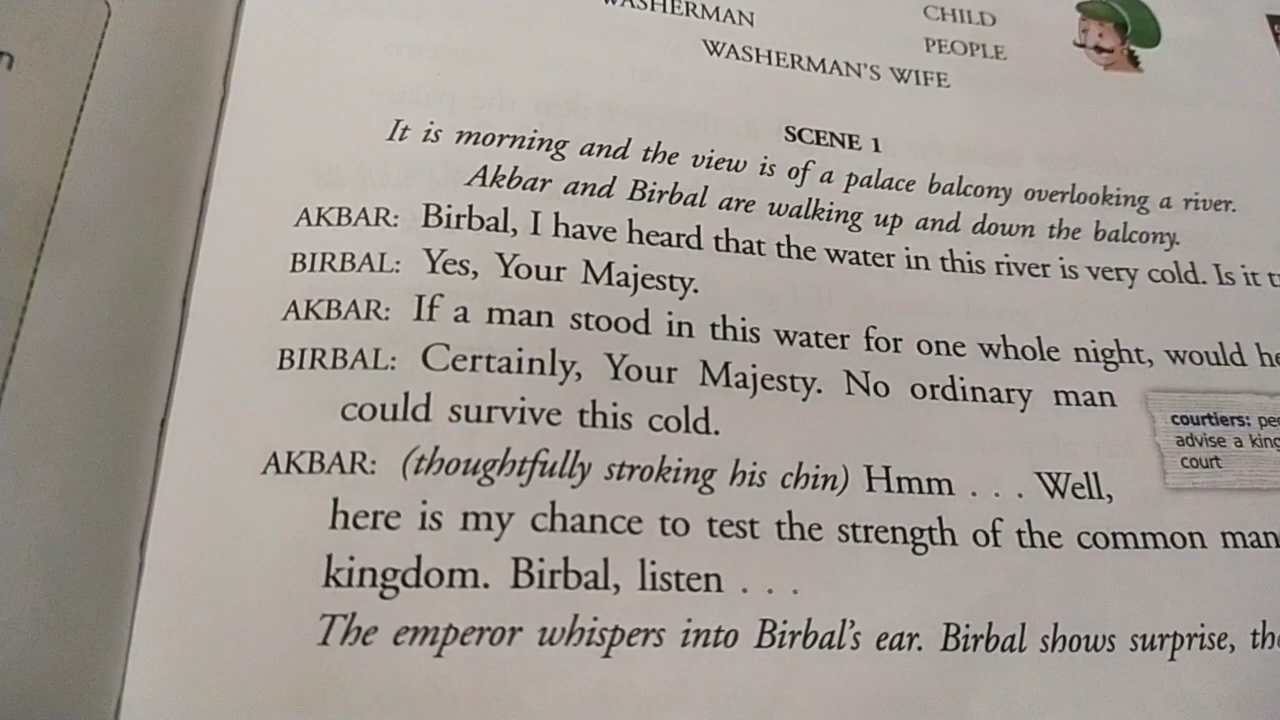 WASHERMAN
CHILD
PEOPLE
WASHERMAN'S WIFE
SCENE 1
It is morning and the view is of a palace balcony overlooking a river.
Akbar and Birbal are walking up and down the balcony.
AKBAR: Birbal, I have heard that the water in this river is very cold. Is it
BIRBAL: Yes, Your Majesty.
AKBAR: If a man stood in this water for one whole night, would
BIRBAL: Certainly, Your Majesty. No ordinary man
could survive this cold.
courtiers:
advise a king
court
AKBAR: (thoughtfully stroking his chin) Hmm . . . Well,
here is my chance to test the strength of the common man
kingdom. Birbal, listen . . .
The emperor whispers into Birbal's ear. Birbal shows surprise,